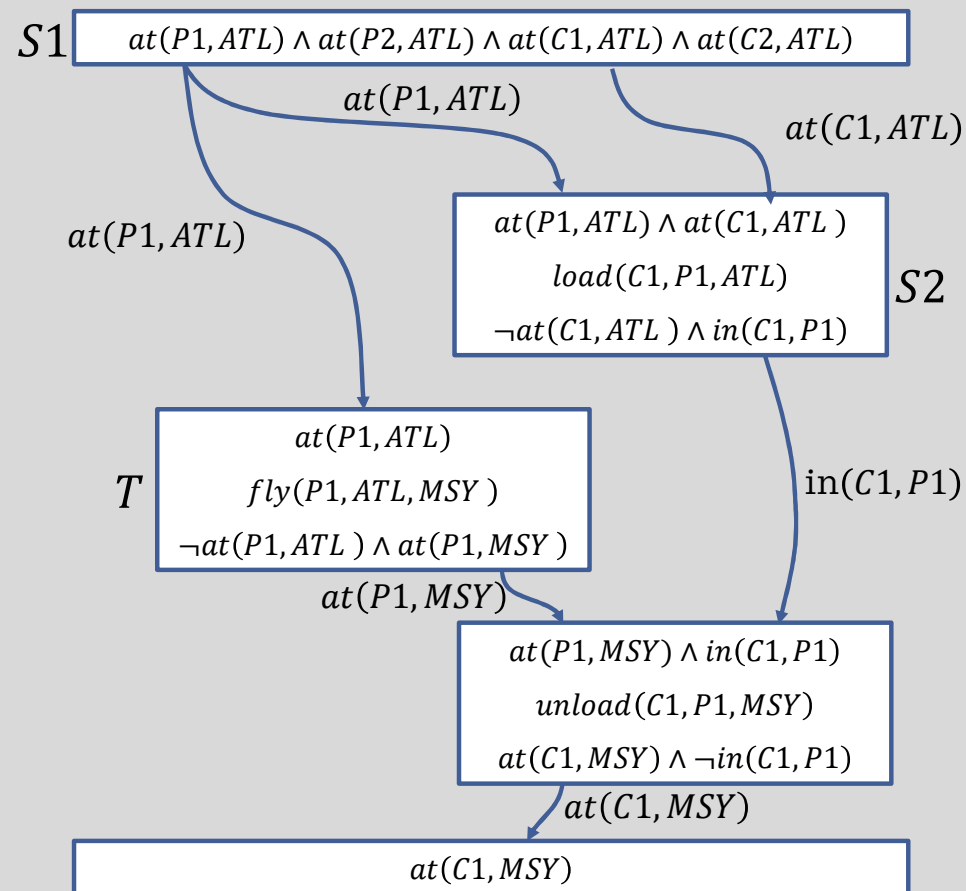 S1
at(P1, ATL) ∧ at(P2, ATL) ∧ at(C1, ATL) ∧ at(C2, ATL)
at(P1, ATL)
at(C1, ATL)
at(P1, ATL)
at(P1, ATL) ∧ at(C1, ATL )
load(C1, P1, ATL)
¬at(C1, ATL ) ∧ in(C1, P1)
S2
T
at(P1, ATL)
fly(P1, ATL, MSY )
¬at(P1, ATL ) ∧ at(P1, MSY )
in(C1, P1)
at(P1, MSY)
at(P1, MSY) ∧ in(C1, P1)
unload(C1, P1, MSY)
at(C1, MSY) ∧ ¬in(C1, P1)
at(C1, MSY)
at(C1, MSY)